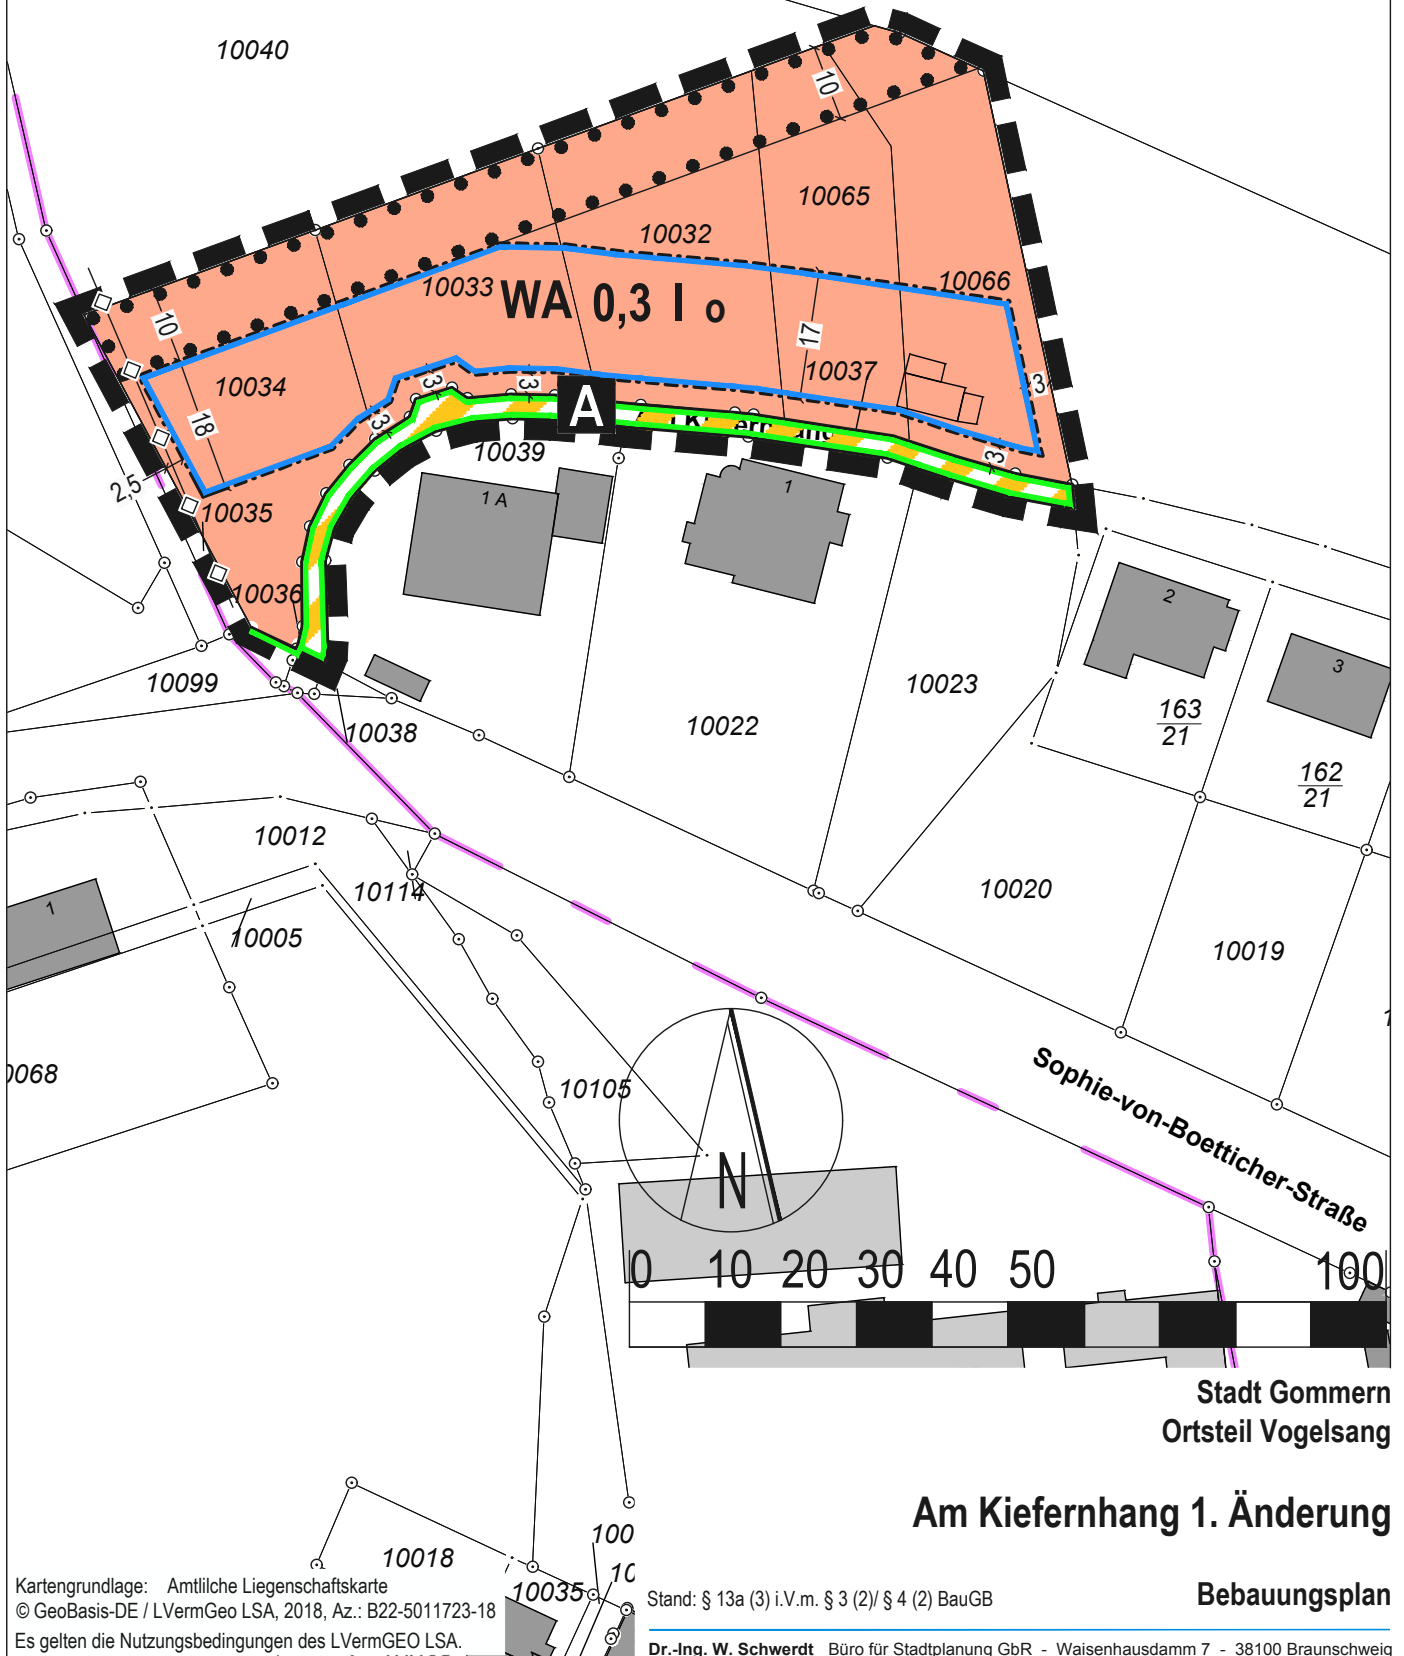 10040
10
10065
10032
10066
10033
WA 0,3 I o
10
17
10037
10034
3
3
3
A
3
18
3
10039
2,5
10035
1 A
1
10036
2
3
10099
10023
163
21
10038
10022
162
21
10012
10114
10020
1
10005
10019
0068
Sophie-von-Boetticher-Straße
10105
N
0 10 20 30 40 50 100
Stadt Gommern
Ortsteil Vogelsang
Am Kiefernhang 1. Änderung
100
10018
10035
Kartengrundlage: Amtlilche Liegenschaftskarte
© GeoBasis-DE / LVermGeo LSA, 2018, Az.: B22-5011723-18
Es gelten die Nutzungsbedingungen des LVermGEO LSA.
Stand: § 13a (3) i.V.m. § 3 (2)/ § 4 (2) BauGB
Bebauungsplan
Dr.-Ing. W. Schwerdt Büro für Stadtplanung GbR - Waisenhausdamm 7 - 38100 Braunschweig